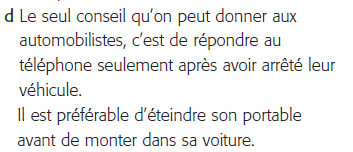 d Le seul conseil qu'on peut donner aux
automobilistes, c'est de répondre au
téléphone seulement après avoir arrêté leur
véhicule.
Il est préférable d'éteindre son portable
avant de monter dans sa voiture.